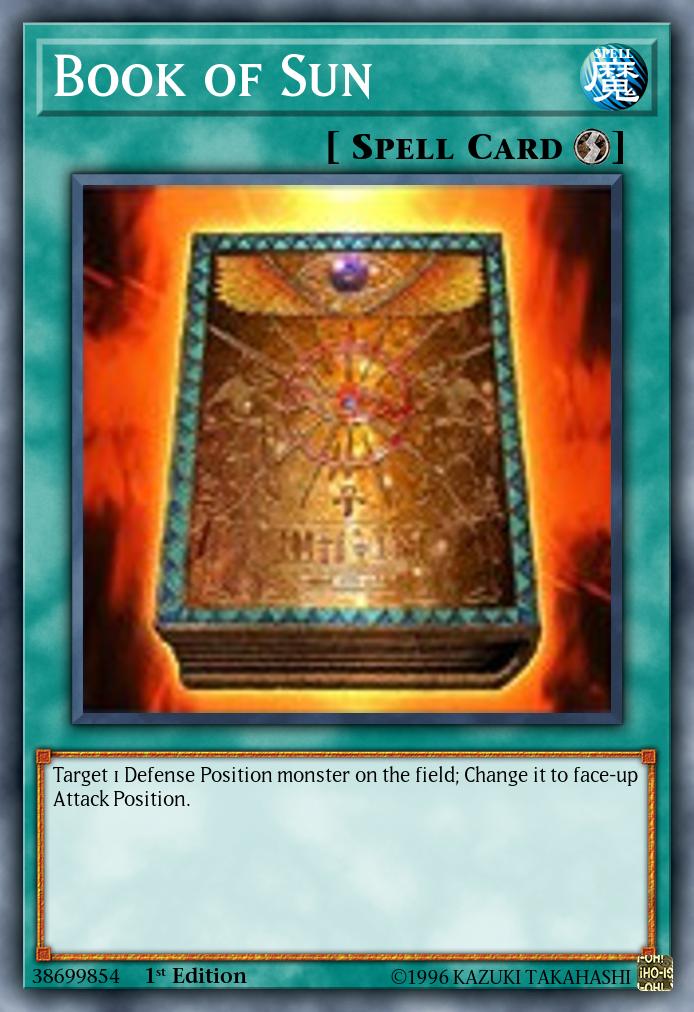 Book of Sun
SPELL
魔
[ Spell Card ]
Target 1 Defense Position monster on the field; Change it to face-up
Attack Position.
38699854 1st Edition ©1996 KAZUKI TAKAHASHI